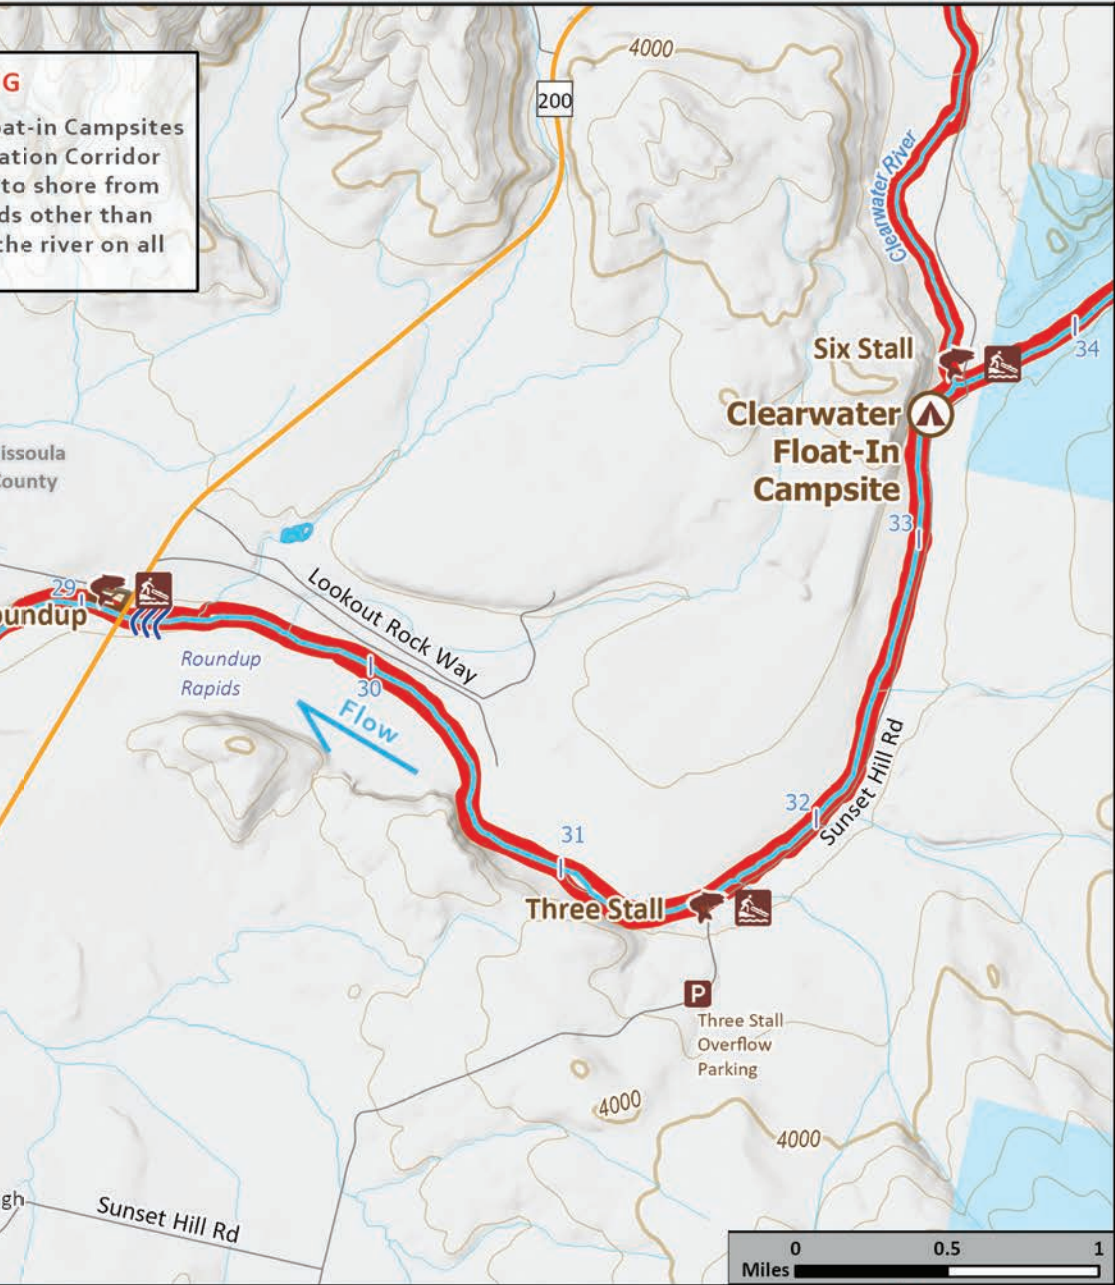 G
at-in Campsites
ation Corridor
to shore from
ds other than
the river on all
4000
200
Clearwater River
Six Stall
34
Clearwater
Float-In
Campsite
issoula
County
33
29
oundup
Lookout Rock Way
Roundup
Rapids
30
Flow
32
Sunset Hill Rd
31
Three Stall
P
Three Stall
Overflow
Parking
4000
4000
gh
Sunset Hill Rd
0 0.5 1
Miles